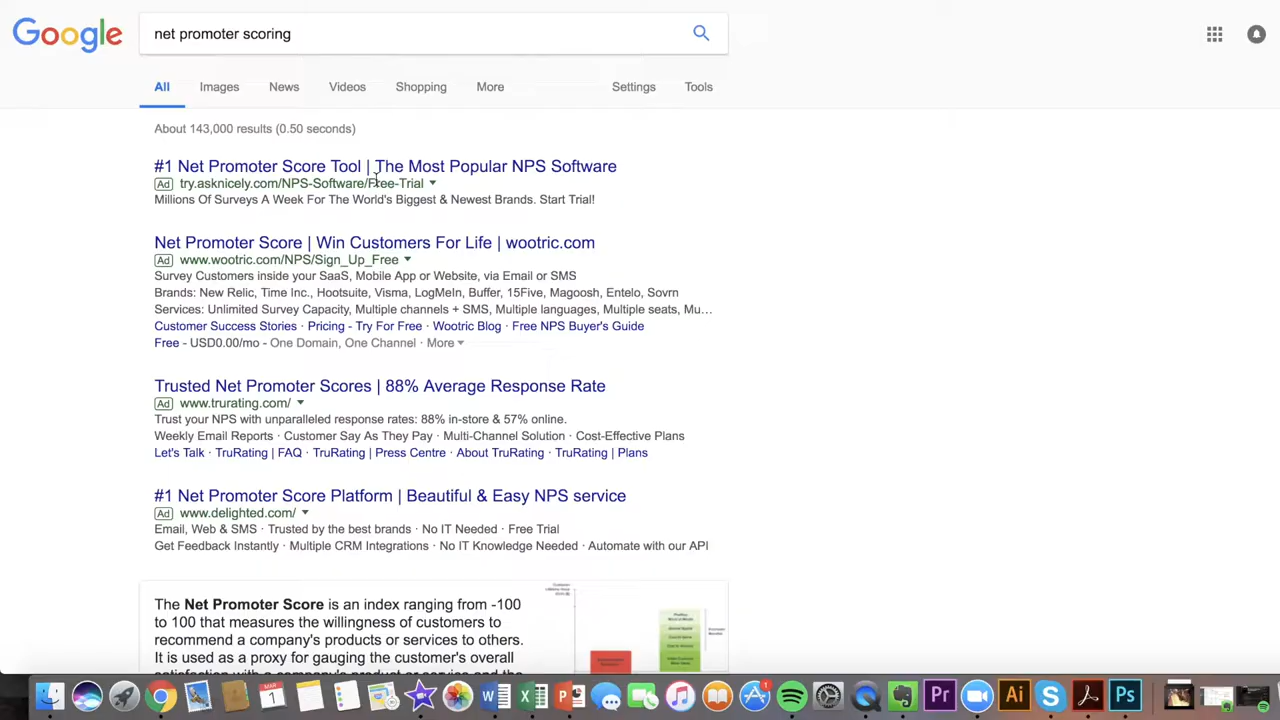 Google
net promoter scoring
All Images News Videos Shopping More Settings Tools
About 143,000 results (0.50 seconds)
#1 Net Promoter Score Tool | The Most Popular NPS Software
Ad try.asknicely.com/NPS-Software/Free-Trial
Millions Of Surveys A Week For The World's Biggest & Newest Brands. Start Trial!
Net Promoter Score | Win Customers For Life | wootric.com
Ad www.wootric.com/NPS/Sign_Up_Free
Survey Customers inside your SaaS, Mobile App or Website, via Email or SMS
Brands: New Relic, Time Inc., Hootsuite, Visma, LogMeIn, Buffer, 15Five, Magoosh, Entelo, Sovrn
Services: Unlimited Survey Capacity, Multiple channels + SMS, Multiple languages, Multiple seats, Mu...
Customer Success Stories · Pricing - Try For Free · Wootric Blog · Free NPS Buyer's Guide
Free - USD0.00/mo - One Domain, One Channel · More
Trusted Net Promoter Scores | 88% Average Response Rate
Ad www.trurating.com/
Trust your NPS with unparalleled response rates: 88% in-store & 57% online.
Weekly Email Reports · Customer Say As They Pay · Multi-Channel Solution · Cost-Effective Plans
Let's Talk · TruRating | FAQ · TruRating | Press Centre · About TruRating · TruRating | Plans
#1 Net Promoter Score Platform | Beautiful & Easy NPS service
Ad www.delighted.com/
Email, Web & SMS · Trusted by the best brands · No IT Needed · Free Trial
Get Feedback Instantly · Multiple CRM Integrations · No IT Knowledge Needed · Automate with our API
The Net Promoter Score is an index ranging from -100
to 100 that measures the willingness of customers to
recommend a company's products or services to others.
It is used as a proxy for gauging the customer's overall
MAR
1
W X P Pr Ai S Ps